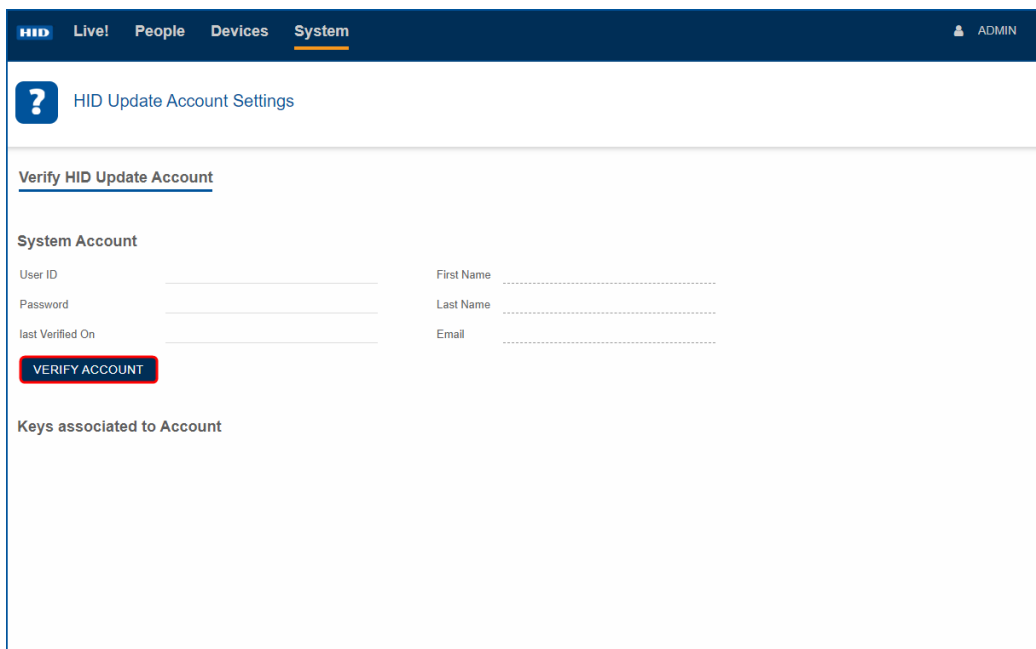 HID Live! People Devices System ADMIN
? HID Update Account Settings
Verify HID Update Account
System Account
User ID First Name
Password Last Name
last Verified On Email
VERIFY ACCOUNT
Keys associated to Account